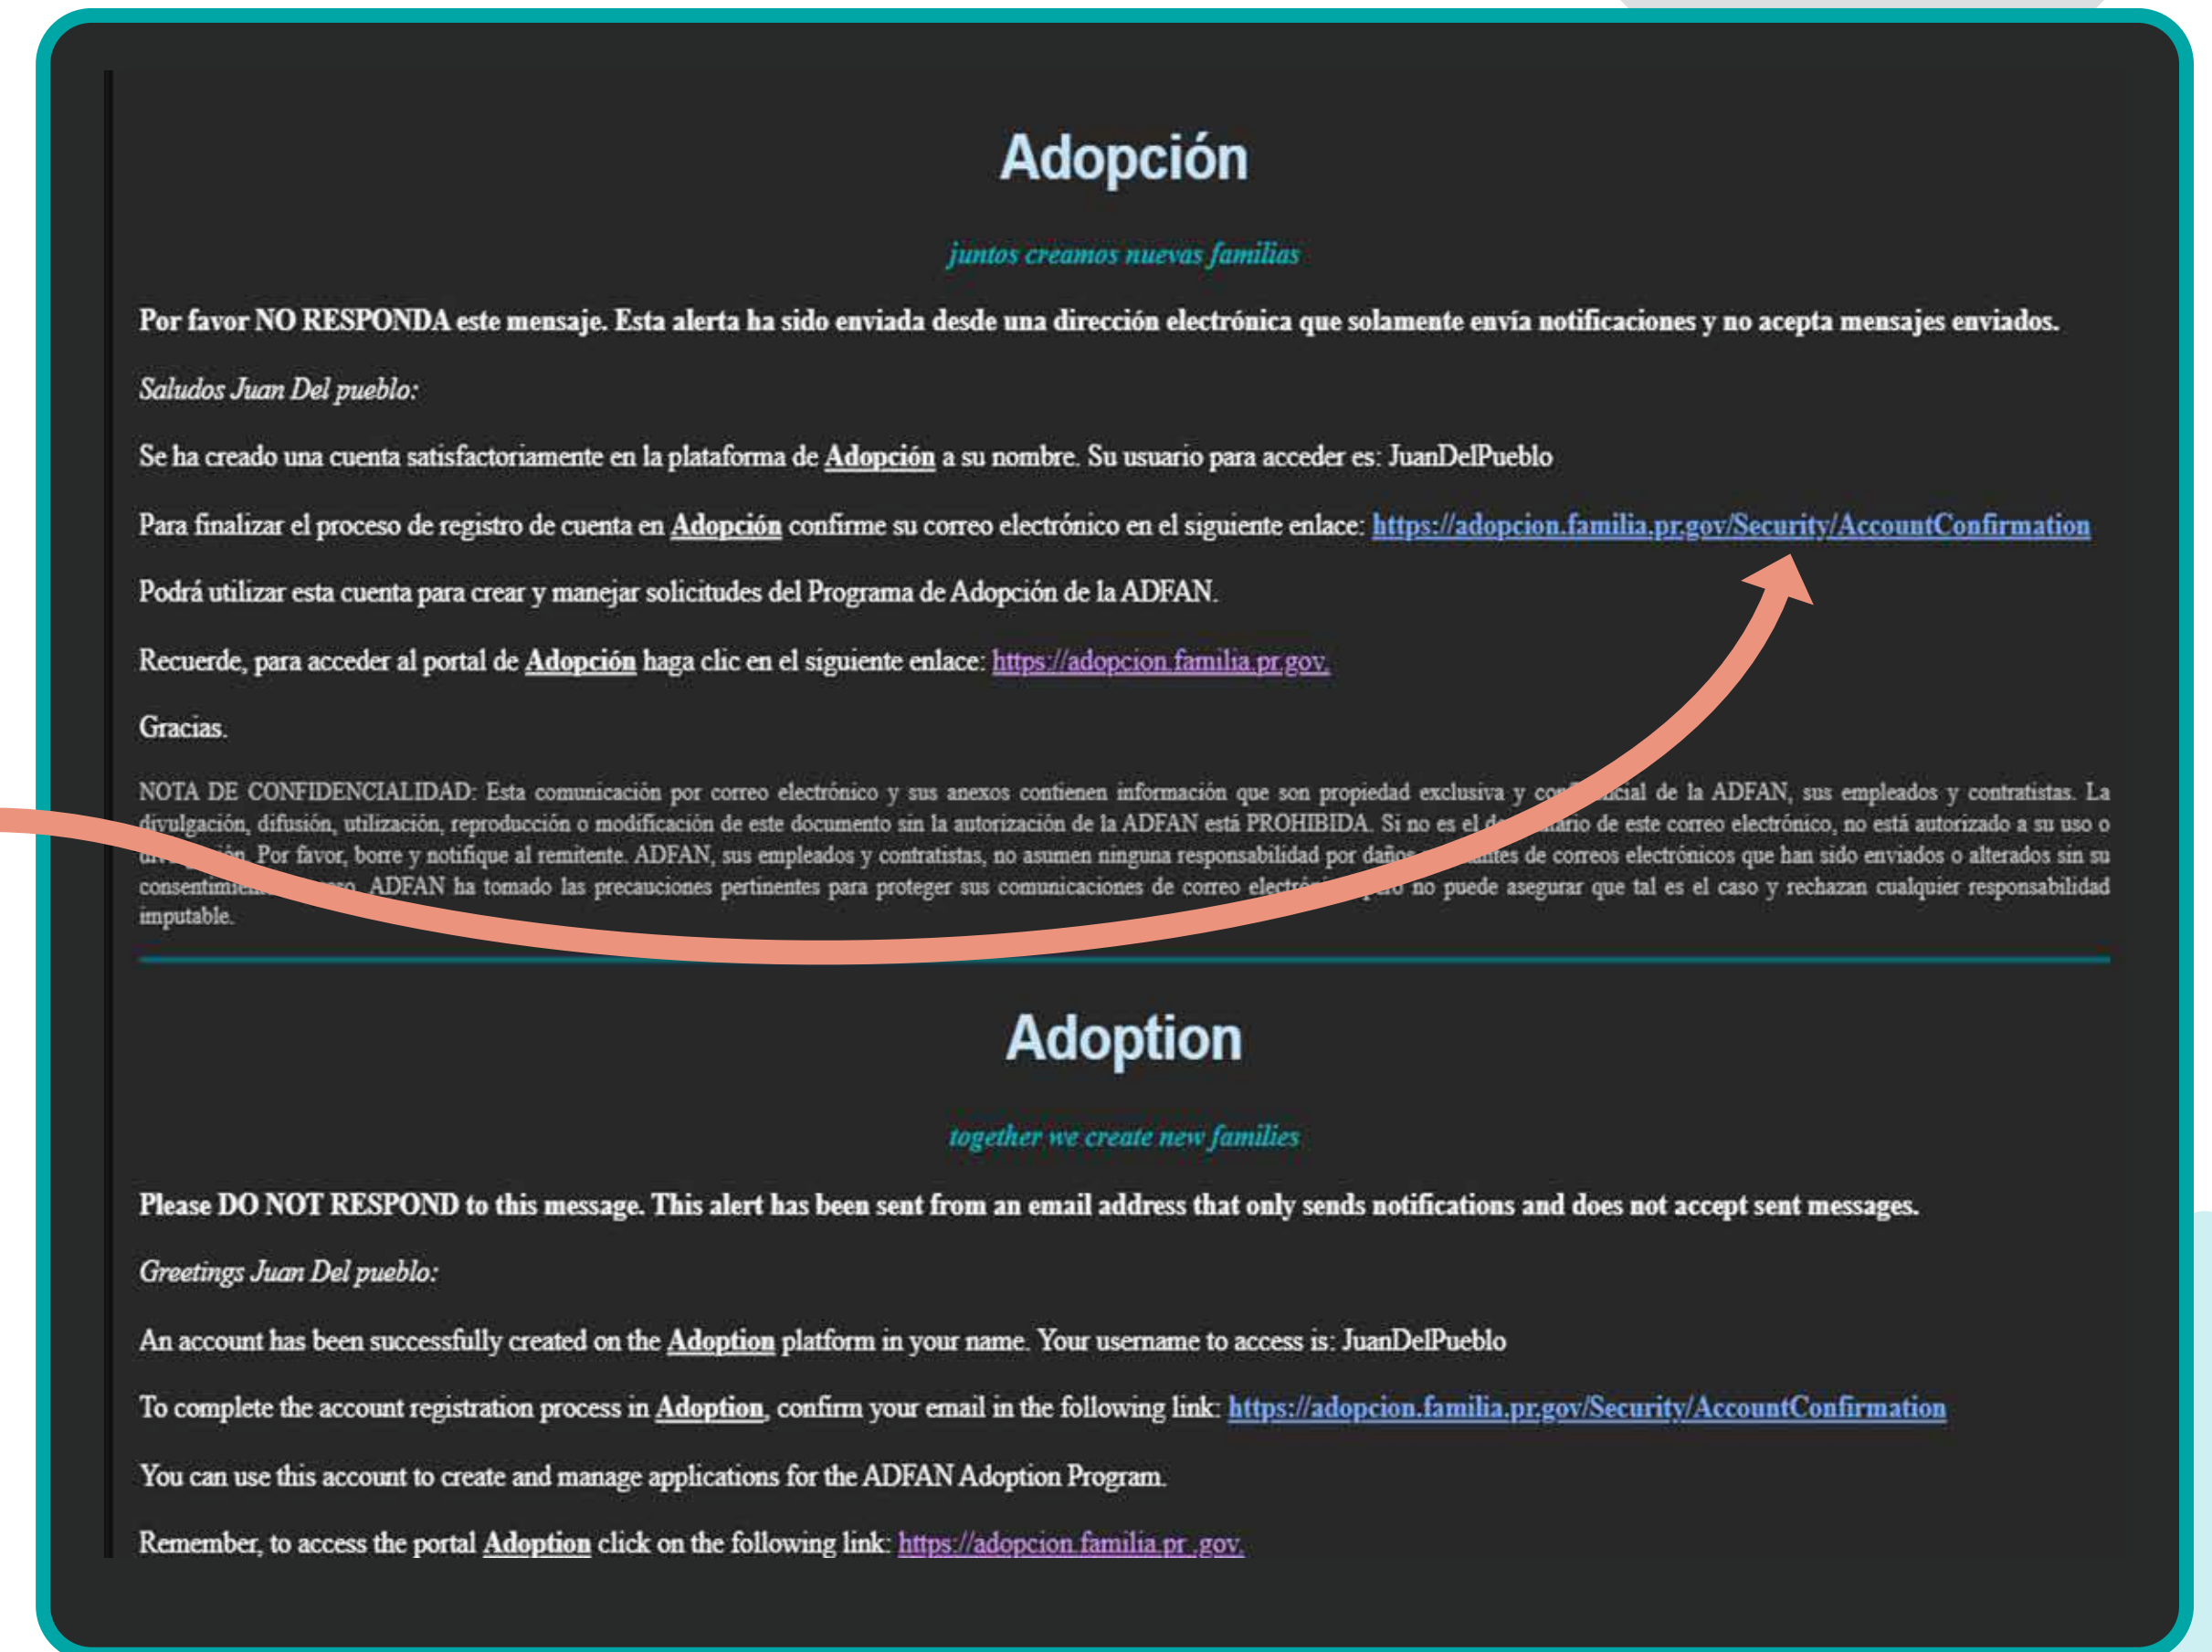 Adopción
juntos creamos nuevas familias
Por favor NO RESPONDA este mensaje. Esta alerta ha sido enviada desde una dirección electrónica que solamente envía notificaciones y no acepta mensajes enviados.
Saludos Juan Del pueblo:
Se ha creado una cuenta satisfactoriamente en la plataforma de Adopción a su nombre. Su usuario para acceder es: JuanDelPueblo
Para finalizar el proceso de registro de cuenta en Adopción confirme su correo electrónico en el siguiente enlace: https://adopcion.familia.pr.gov/Security/AccountConfirmation
Podrá utilizar esta cuenta para crear y manejar solicitudes del Programa de Adopción de la ADFAN.
Recuerde, para acceder al portal de Adopción haga clic en el siguiente enlace: https://adopcion.familia.pr.gov.
Gracias.
NOTA DE CONFIDENCIALIDAD: Esta comunicación por correo electrónico y sus anexos contienen información que son propiedad exclusiva y de la ADFAN, sus empleados y contratistas. La
divulgación, difusión, utilización, reproducción o modificación de este documento sin la autorización de la ADFAN está PROHIBIDA. Si no es el de este correo electrónico, no está autorizado a su uso o
Por favor, borre y notifique al remitente. ADFAN, sus empleados y contratistas, no asumen ninguna responsabilidad por daños de correos electrónicos que han sido enviados o alterados sin su
ADFAN ha tomado las precauciones pertinentes para proteger sus comunicaciones de correo no puede asegurar que tal es el caso y rechazan cualquier responsabilidad
imputable.
Adoption
together we create new families
Please DO NOT RESPOND to this message. This alert has been sent from an email address that only sends notifications and does not accept sent messages.
Greetings Juan Del pueblo:
An account has been successfully created on the Adoption platform in your name. Your username to access is: JuanDelPueblo
To complete the account registration process in Adoption, confirm your email in the following link: https://adopcion.familia.pr.gov/Security/AccountConfirmation
You can use this account to create and manage applications for the ADFAN Adoption Program.
Remember, to access the portal Adoption click on the following link: https://adopcion.familia.pr .gov.